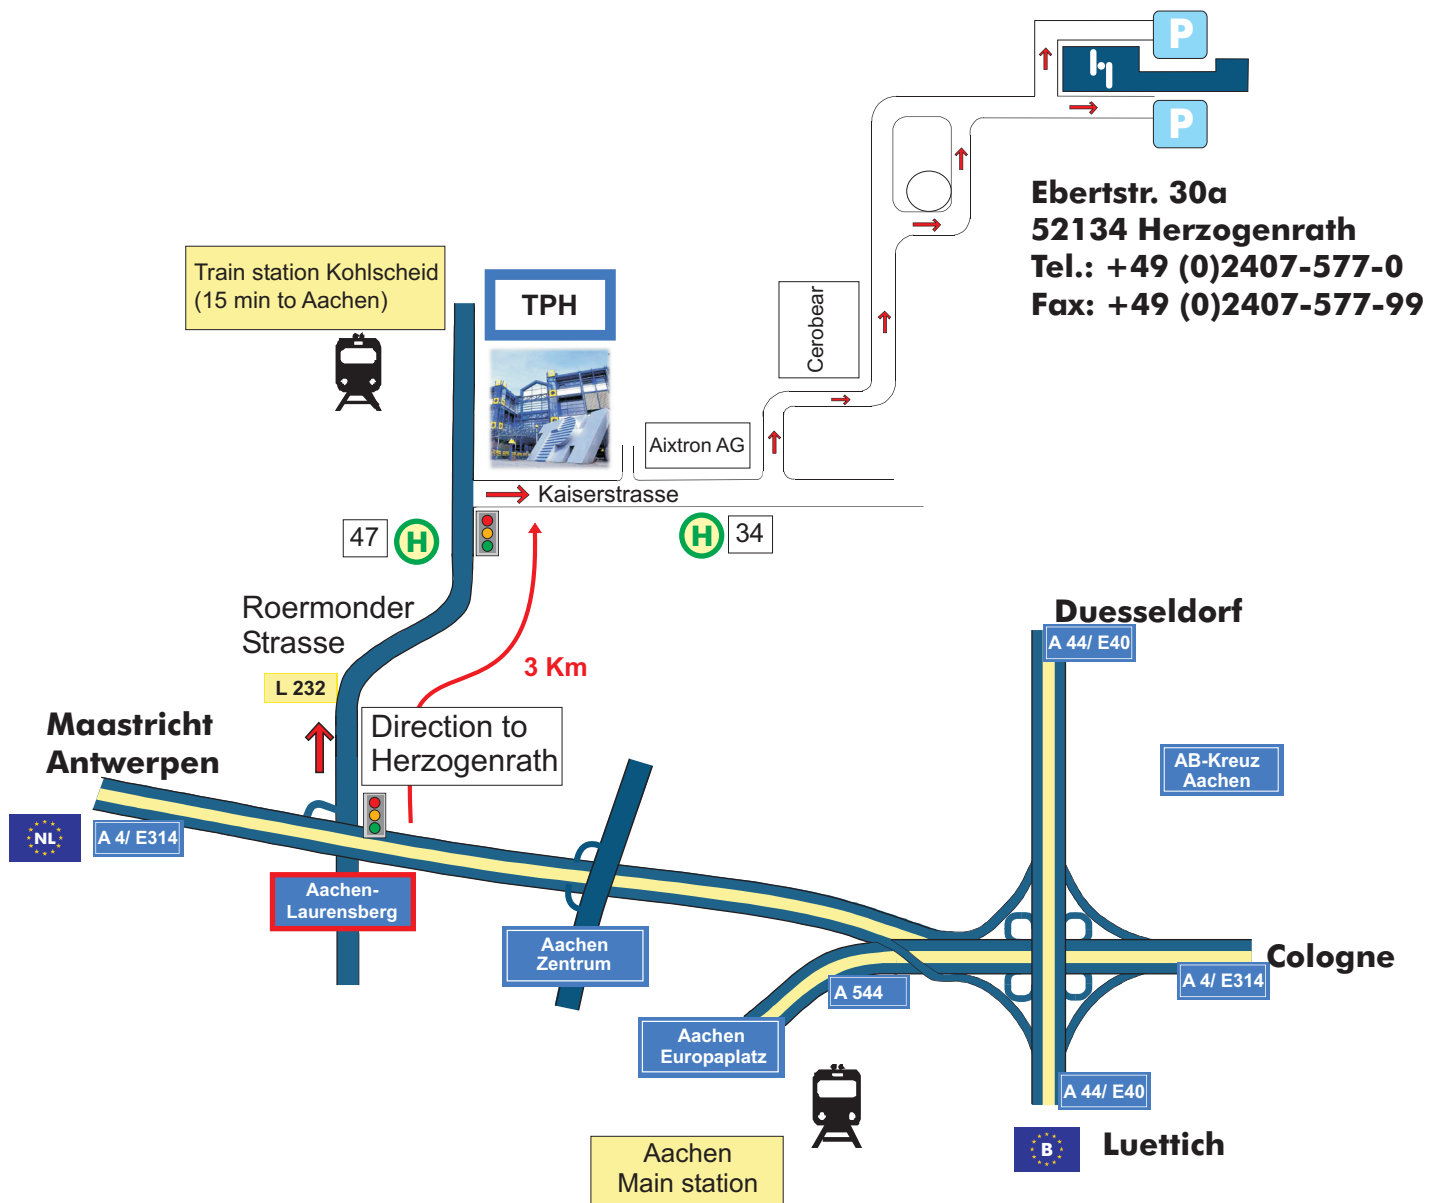 P
P
Ebertstr. 30a
52134 Herzogenrath
Tel.: +49 (0)2407-577-0
Fax: +49 (0)2407-577-99
Train station Kohlscheid
(15 min to Aachen)
TPH
Cerobear
Aixtron AG
Kaiserstrasse
47
H
H
34
Roermonder
Strasse
3 Km
L 232
Duesseldorf
A 44/ E40
Maastricht
Antwerpen
Direction to
Herzogenrath
AB-Kreuz
Aachen
NL
A 4/ E314
Aachen-
Laurensberg
Aachen
Zentrum
Cologne
A 4/ E314
A 544
Aachen
Europaplatz
A 44/ E40
B
Luettich
Aachen
Main station